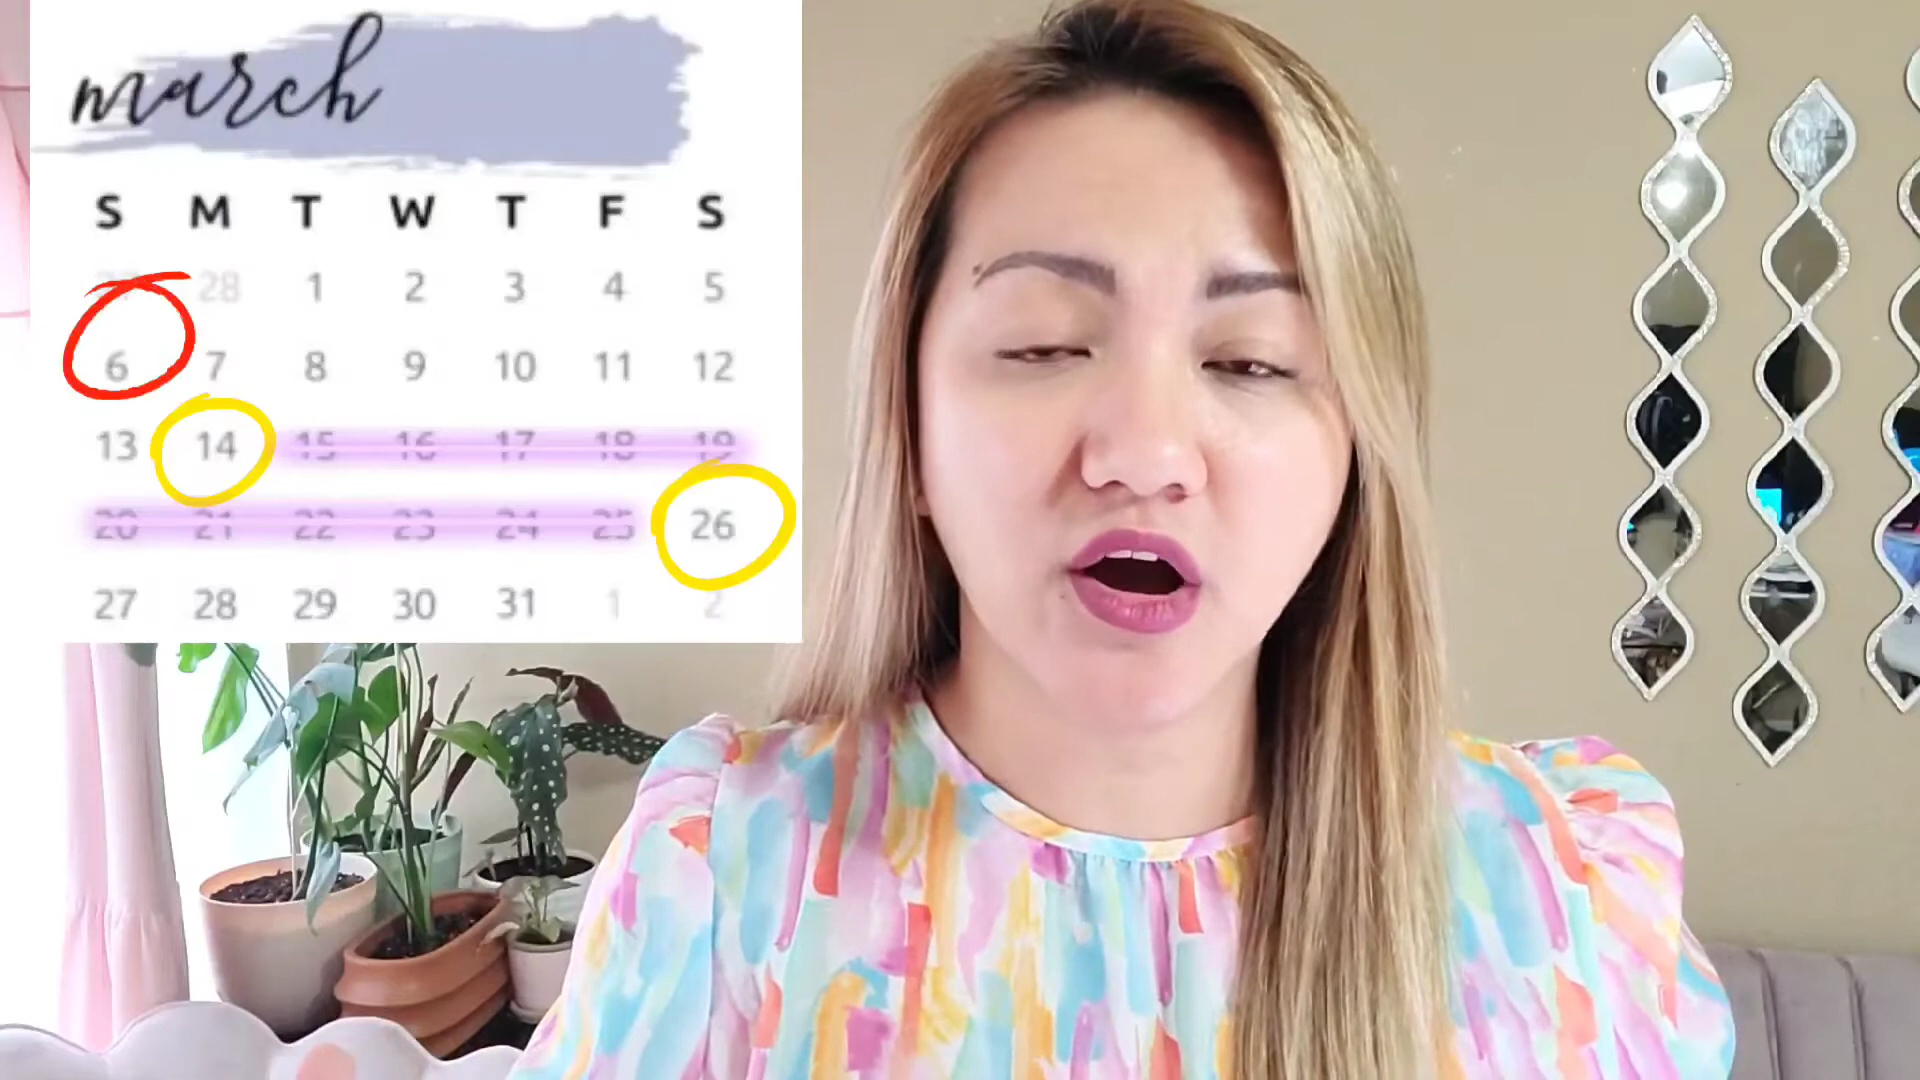 march
S M T W T F S
27 28 1 2 3 4 5
6 7 8 9 10 11 12
13 14 15 16 17 18 19
20 21 22 23 24 25 26
27 28 29 30 31 1 2